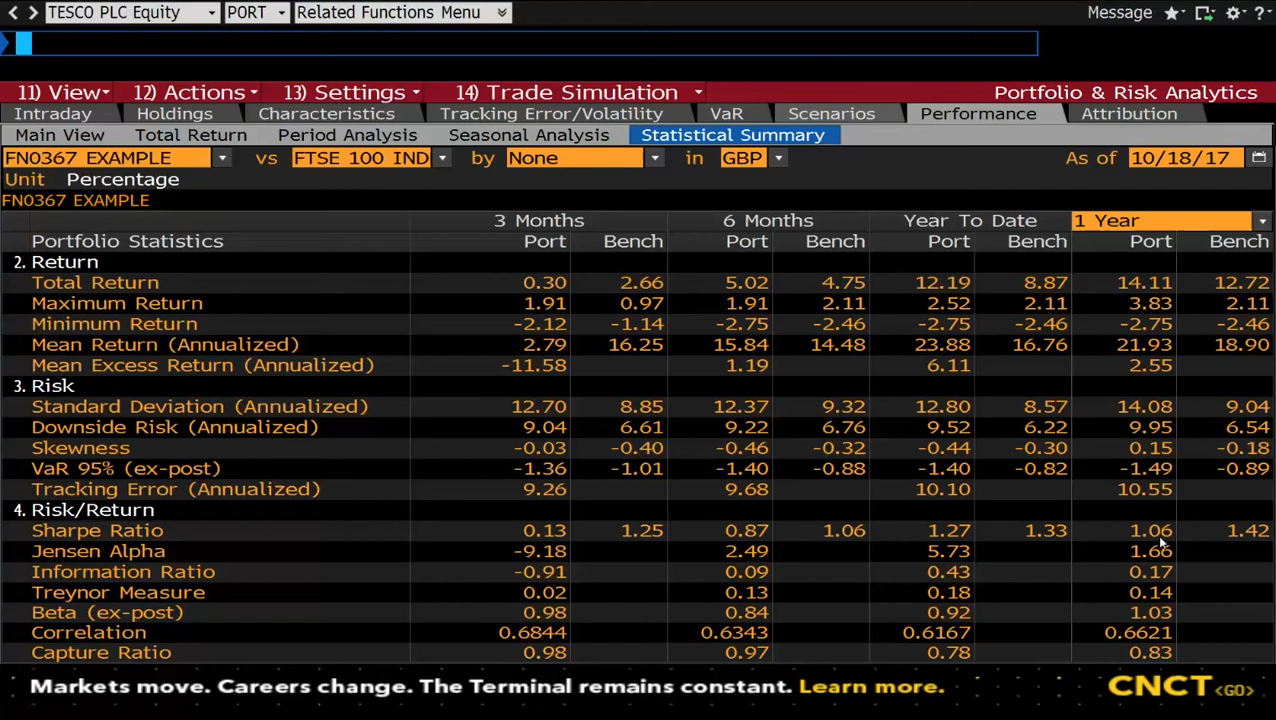 TESCO PLC Equity PORT Related Functions Menu Message
11) View 12) Actions 13) Settings 14) Trade Simulation Portfolio & Risk Analytics
Intraday Holdings Characteristics Tracking Error/Volatility VaR Scenarios Performance Attribution
Main View Total Return Period Analysis Seasonal Analysis Statistical Summary
FN0367 EXAMPLE vs FTSE 100 IND by None in GBP As of 10/18/17
Unit Percentage
FN0367 EXAMPLE
3 Months 6 Months Year To Date 1 Year
Portfolio Statistics Port Bench Port Bench Port Bench Port Bench
2. Return
Total Return 0.30 2.66 5.02 4.75 12.19 8.87 14.11 12.72
Maximum Return 1.91 0.97 1.91 2.11 2.52 2.11 3.83 2.11
Minimum Return -2.12 -1.14 -2.75 -2.46 -2.75 -2.46 -2.75 -2.46
Mean Return (Annualized) 2.79 16.25 15.84 14.48 23.88 16.76 21.93 18.90
Mean Excess Return (Annualized) -11.58 1.19 6.11 2.55
3. Risk
Standard Deviation (Annualized) 12.70 8.85 12.37 9.32 12.80 8.57 14.08 9.04
Downside Risk (Annualized) 9.04 6.61 9.22 6.76 9.52 6.22 9.95 6.54
Skewness -0.03 -0.40 -0.46 -0.32 -0.44 -0.30 0.15 -0.18
VaR 95% (ex-post) -1.36 -1.01 -1.40 -0.88 -1.40 -0.82 -1.49 -0.89
Tracking Error (Annualized) 9.26 9.68 10.10 10.55
4. Risk/Return
Sharpe Ratio 0.13 1.25 0.87 1.06 1.27 1.33 1.06 1.42
Jensen Alpha -9.18 2.49 5.73 1.66
Information Ratio -0.91 0.09 0.43 0.17
Treynor Measure 0.02 0.13 0.18 0.14
Beta (ex-post) 0.98 0.84 0.92 1.03
Correlation 0.6844 0.6343 0.6167 0.6621
Capture Ratio 0.98 0.97 0.78 0.83
Markets move. Careers change. The Terminal remains constant. Learn more. CNCT <GO>